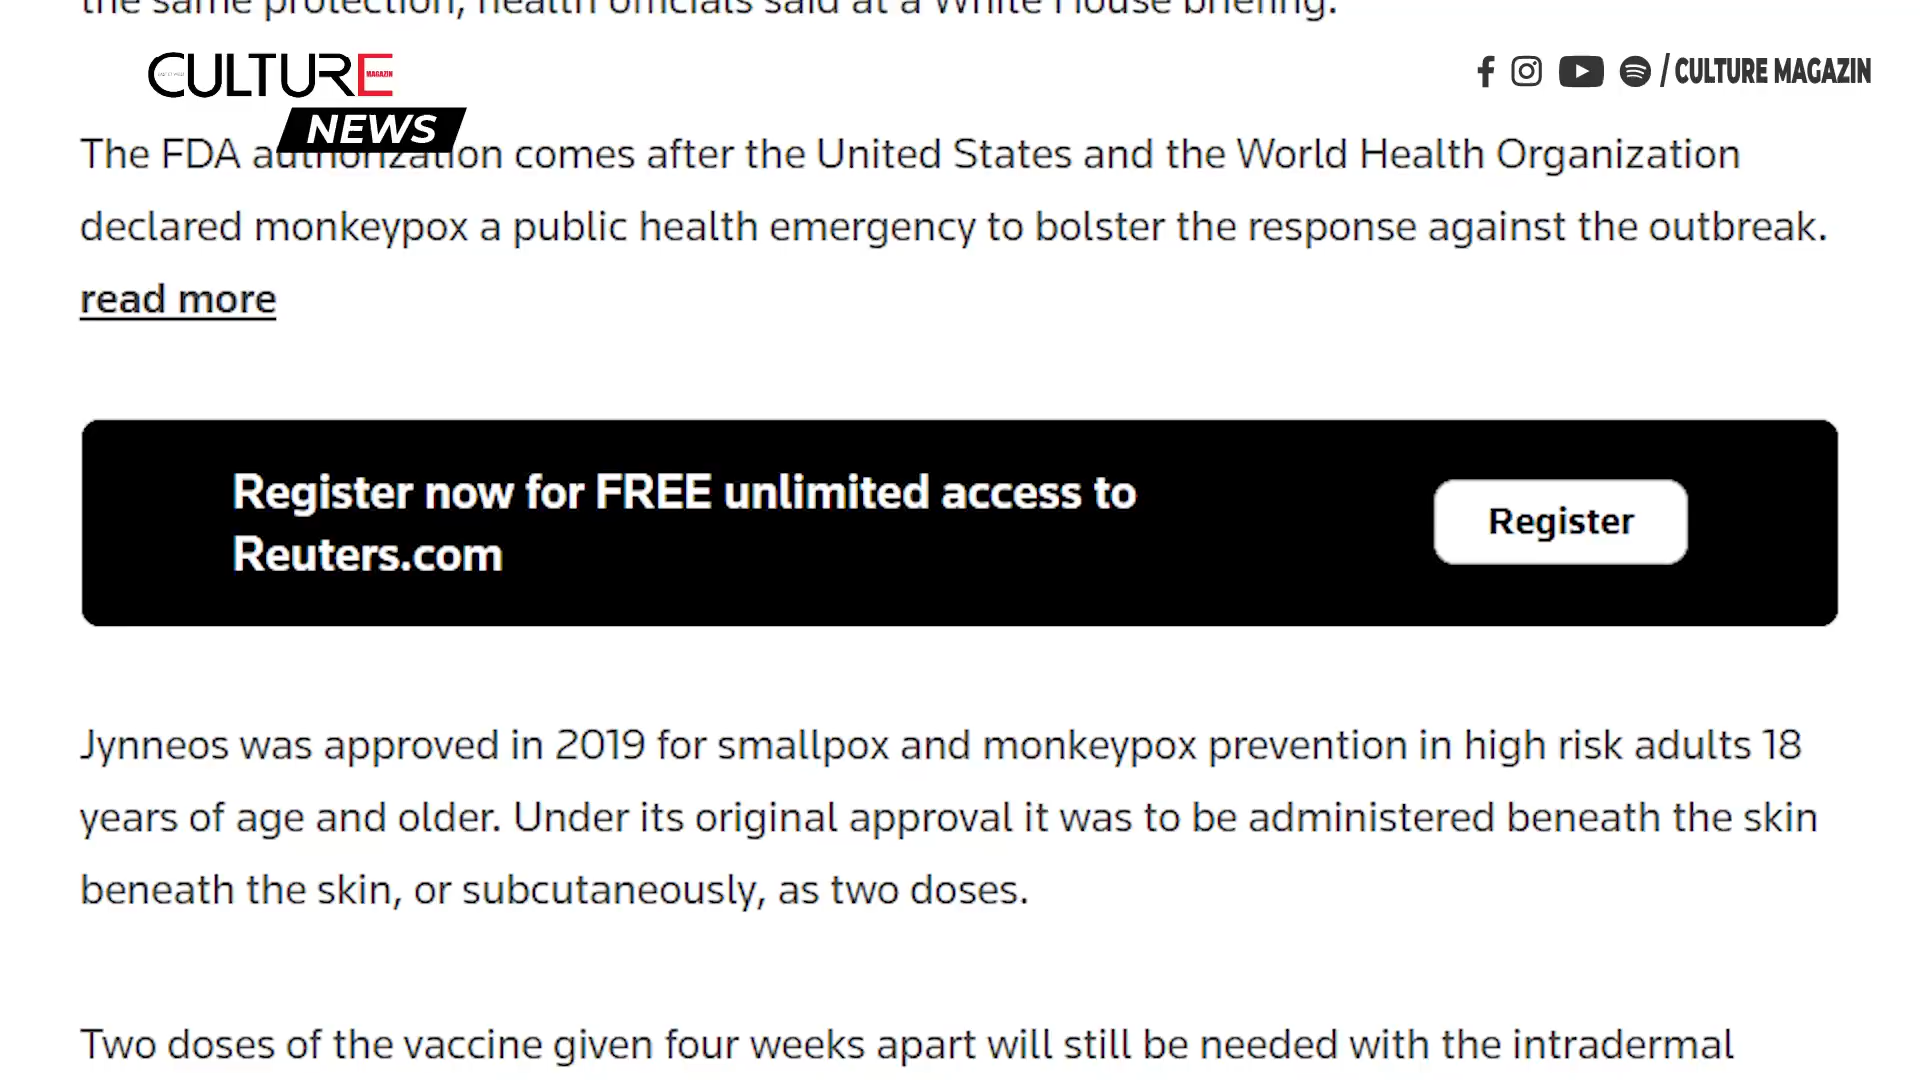 the same protection, health officials said at a White House briefing.
CULTURE
MAGAZIN
NEWS
/ CULTURE MAGAZIN
The FDA authorization comes after the United States and the World Health Organization
declared monkeypox a public health emergency to bolster the response against the outbreak.
read more
Register now for FREE unlimited access to
Reuters.com
Register
Jynneos was approved in 2019 for smallpox and monkeypox prevention in high risk adults 18
years of age and older. Under its original approval it was to be administered beneath the skin
beneath the skin, or subcutaneously, as two doses.
Two doses of the vaccine given four weeks apart will still be needed with the intradermal